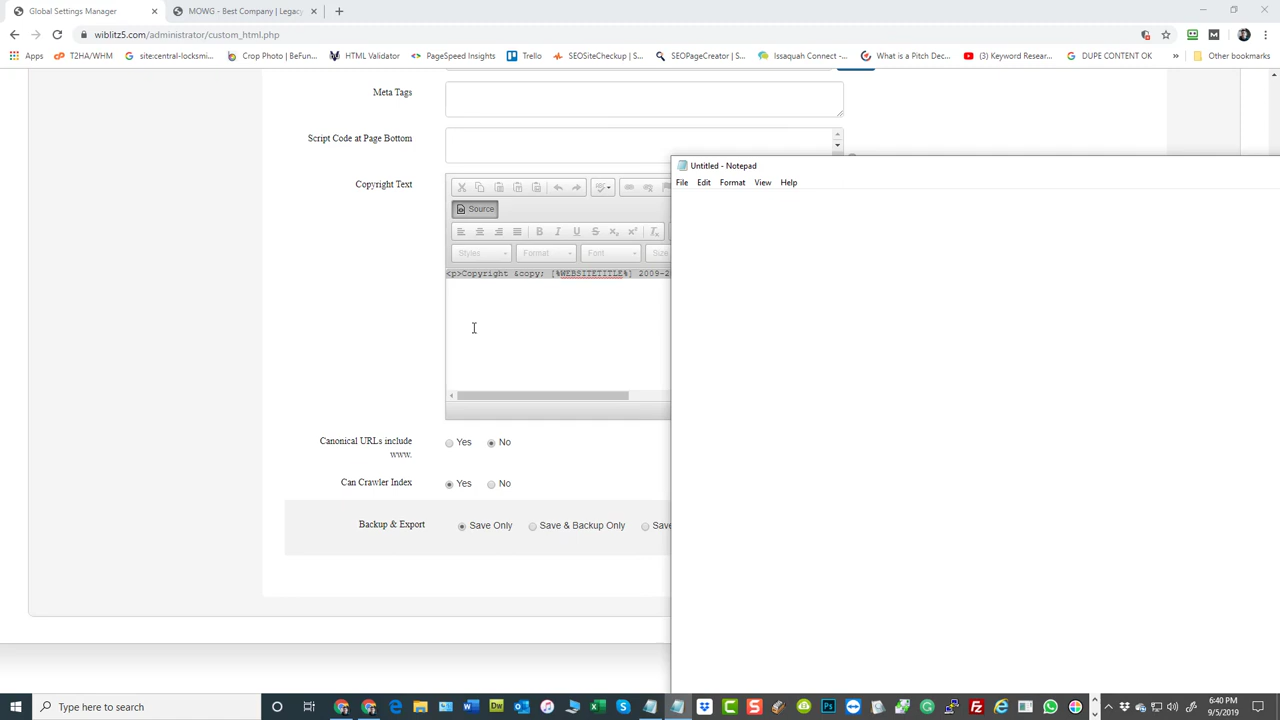 Global Settings Manager
MOWG - Best Company | Legacy
wiblitz5.com/administrator/custom_html.php
Apps
T2HA/WHM
site:central-locksmi...
Crop Photo | BeFun...
HTML Validator
PageSpeed Insights
Trello
SEOSiteCheckup | S...
SEOPageCreator | S...
Issaquah Connect -...
What is a Pitch Dec...
(3) Keyword Resear...
DUPE CONTENT OK
»
Other bookmarks
Meta Tags
Script Code at Page Bottom
Untitled - Notepad
File Edit Format View Help
Copyright Text
Source
Styles
Format
Font
Size
<p>Copyright &copy; [%WEBSITETITLE%] 2009-2
Canonical URLs include
www.
Yes
No
Can Crawler Index
Yes
No
Backup & Export
Save Only
Save & Backup Only
Save
Type here to search
6:40 PM
9/5/2019